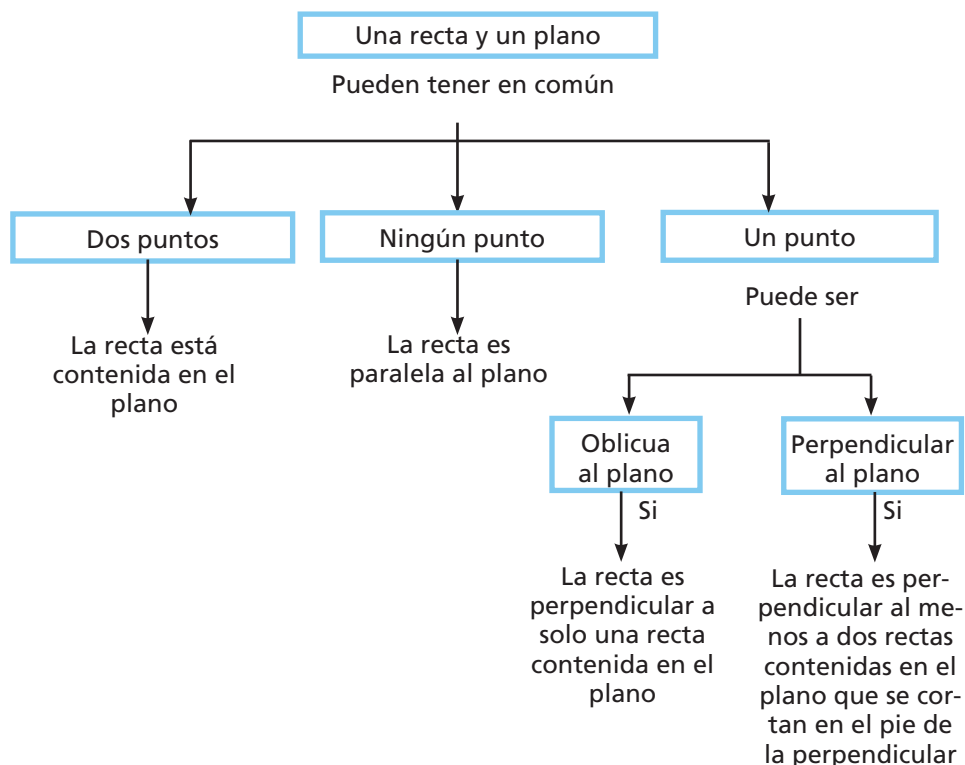 Una recta y un plano
Pueden tener en común
Dos puntos
Ningún punto
Un punto
La recta está
contenida en el
plano
La recta es
paralela al plano
Puede ser
Oblicua
al plano
Perpendicular
al plano
Si
Si
La recta es
perpendicular a
solo una recta
contenida en el
plano
La recta es per-
pendicular al me-
nos a dos rectas
contenidas en el
plano que se cor-
tan en el pie de
la perpendicular